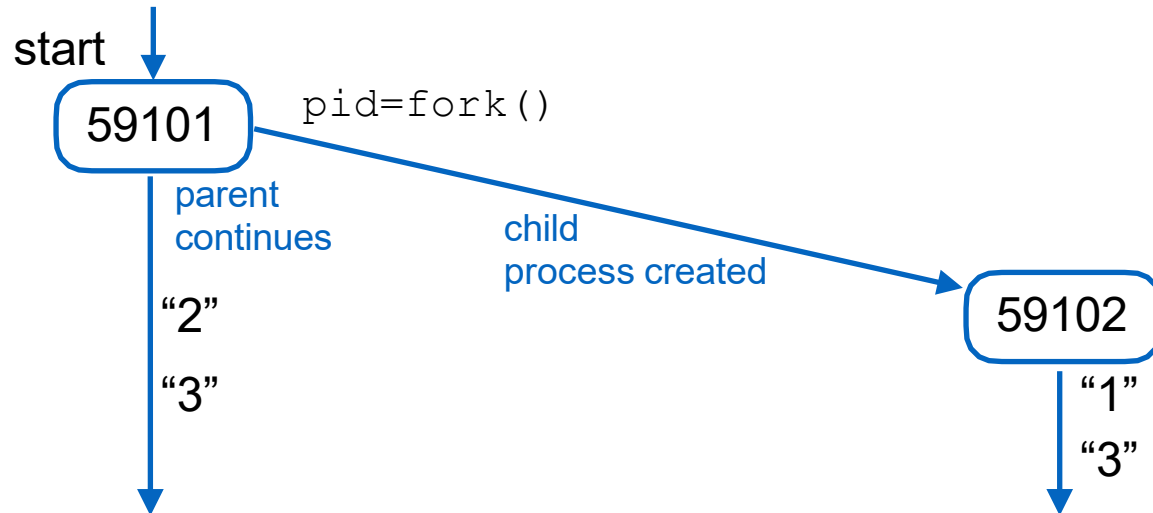 start
59101
pid=fork()
parent
continues
child
process created
“2”
59102
“3”
“1”
“3”